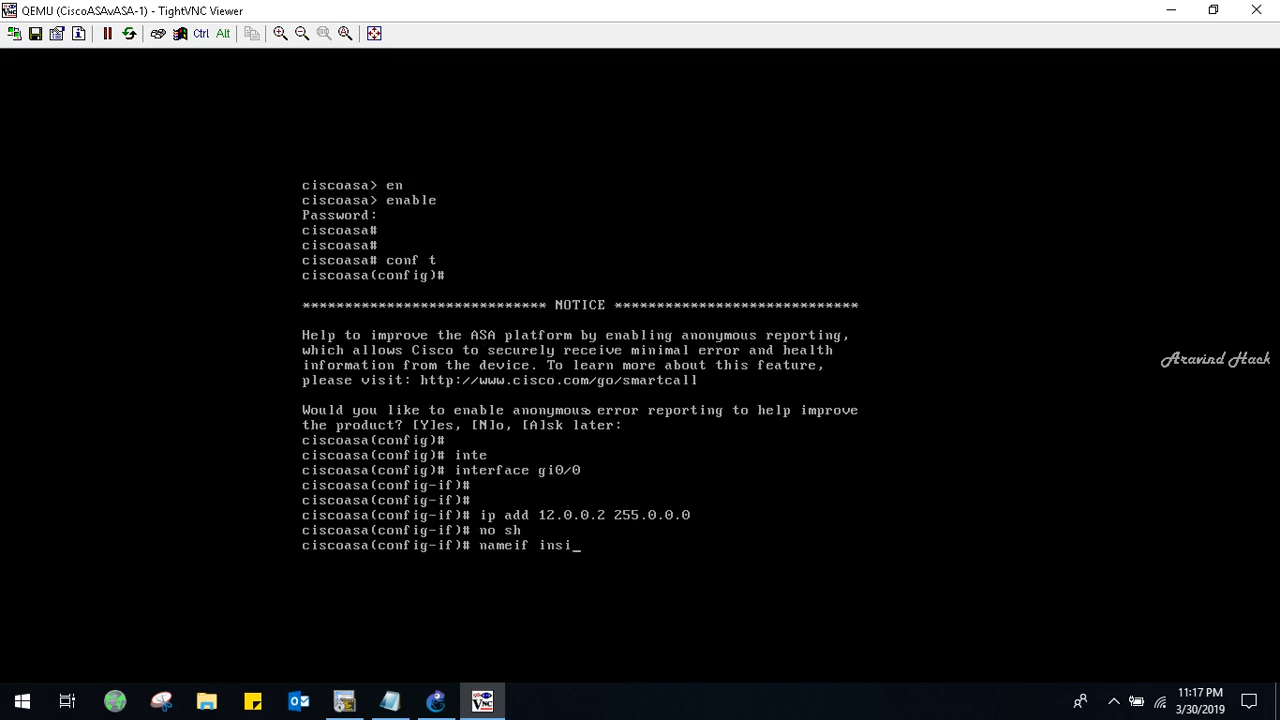 QEMU (CiscoASAvASA-1) - TightVNC Viewer
Ctrl Alt
ciscoasa> en
ciscoasa> enable
Password:
ciscoasa#
ciscoasa#
ciscoasa# conf t
ciscoasa(config)#
***************************** NOTICE *****************************
Help to improve the ASA platform by enabling anonymous reporting,
which allows Cisco to securely receive minimal error and health
information from the device. To learn more about this feature,
please visit: http://www.cisco.com/go/smartcall
Would you like to enable anonymous error reporting to help improve
the product? [Y]es, [N]o, [A]sk later:
ciscoasa(config)#
ciscoasa(config)# inte
ciscoasa(config)# interface gi0/0
ciscoasa(config-if)#
ciscoasa(config-if)#
ciscoasa(config-if)# ip add 12.0.0.2 255.0.0.0
ciscoasa(config-if)# no sh
ciscoasa(config-if)# nameif insi_
Aravind Hack
11:17 PM
3/30/2019